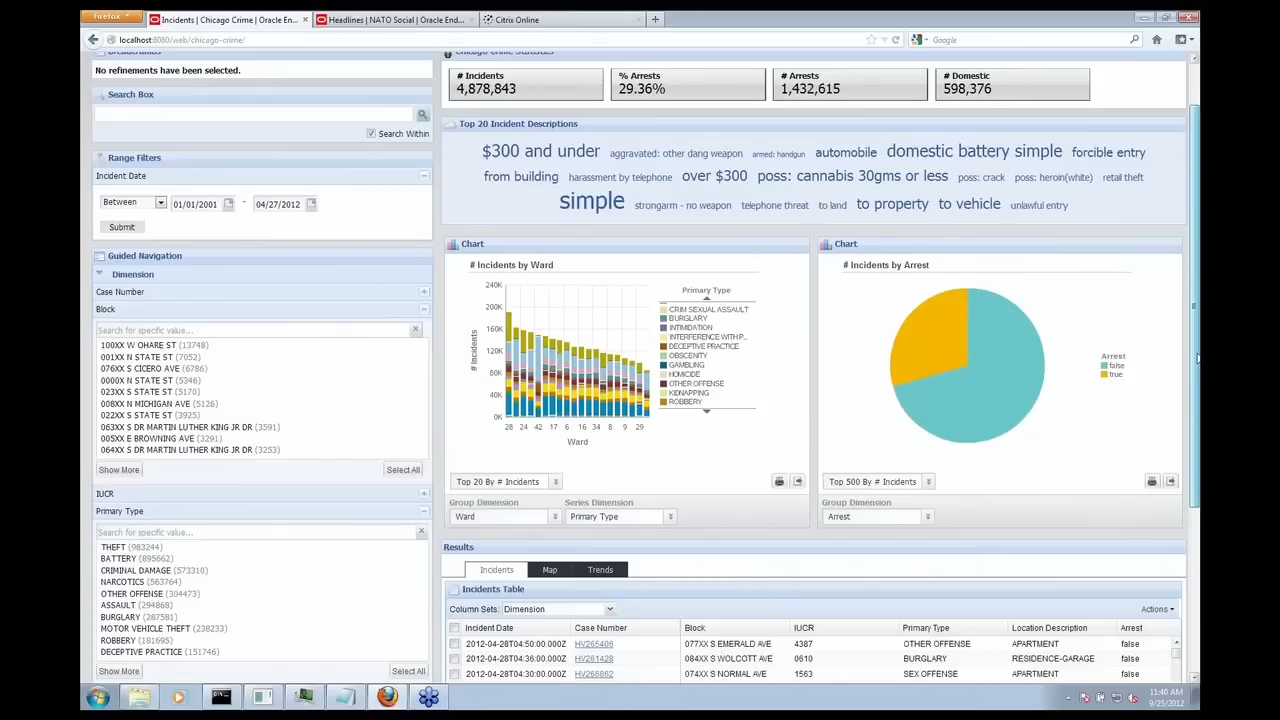 Firefox
Incidents | Chicago Crime | Oracle En...
Headlines | NATO Social | Oracle End...
Citrix Online
localhost:8080/web/chicago-crime/
Google
Breadcrumbs
No refinements have been selected.
Search Box
Search Within
Range Filters
Incident Date
Between
01/01/2001 - 04/27/2012
Submit
Guided Navigation
Dimension
Case Number
Block
Search for specific value...
100XX W OHARE ST (13748)
001XX N STATE ST (7052)
076XX S CICERO AVE (6786)
0000X N STATE ST (5346)
023XX S STATE ST (5170)
008XX N MICHIGAN AVE (5126)
022XX S STATE ST (3925)
063XX S DR MARTIN LUTHER KING JR DR (3591)
005XX E BROWNING AVE (3291)
064XX S DR MARTIN LUTHER KING JR DR (3253)
Show More
Select All
IUCR
Primary Type
Search for specific value...
THEFT (983244)
BATTERY (895662)
CRIMINAL DAMAGE (573310)
NARCOTICS (563764)
OTHER OFFENSE (304473)
ASSAULT (294868)
BURGLARY (287581)
MOTOR VEHICLE THEFT (238233)
ROBBERY (181695)
DECEPTIVE PRACTICE (151746)
Show More
Select All
Chicago Crime Statistics
# Incidents
4,878,843
% Arrests
29.36%
# Arrests
1,432,615
# Domestic
598,376
Top 20 Incident Descriptions
$300 and under aggravated: other dang weapon armed: handgun automobile domestic battery simple forcible entry
from building harassment by telephone over $300 poss: cannabis 30gms or less poss: crack poss: heroin(white) retail theft
simple strongarm - no weapon telephone threat to land to property to vehicle unlawful entry
Chart
# Incidents by Ward
# Incidents
240K
200K
160K
120K
80K
40K
0K
28 24 42 17 6 16 34 8 9 29
Ward
Primary Type
CRIM SEXUAL ASSAULT
BURGLARY
INTIMIDATION
INTERFERENCE WITH P...
DECEPTIVE PRACTICE
OBSCENITY
GAMBLING
HOMICIDE
OTHER OFFENSE
KIDNAPPING
ROBBERY
Top 20 By # Incidents
Group Dimension
Ward
Series Dimension
Primary Type
Chart
# Incidents by Arrest
Arrest
false
true
Top 500 By # Incidents
Group Dimension
Arrest
Results
Incidents
Map
Trends
Incidents Table
Column Sets: Dimension
Actions
Incident Date Case Number Block IUCR Primary Type Location Description Arrest
2012-04-28T04:50:00.000Z HV265406 077XX S EMERALD AVE 4387 OTHER OFFENSE APARTMENT false
2012-04-28T04:36:00.000Z HV261428 084XX S WOLCOTT AVE 0610 BURGLARY RESIDENCE-GARAGE false
2012-04-28T04:30:00.000Z HV266862 074XX S NORMAL AVE 1563 SEX OFFENSE APARTMENT false
11:40 AM
9/25/2012